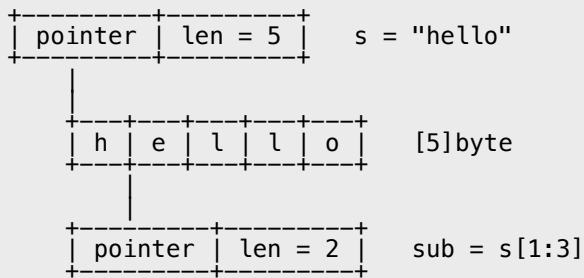 pointer len = 5 s = "hello"
h e l l o [5]byte
pointer len = 2 sub = s[1:3]